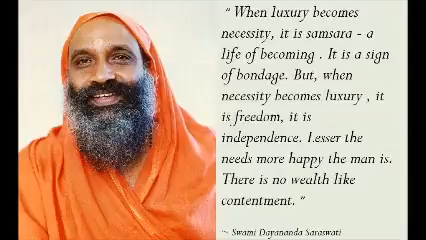 " When luxury becomes
necessity, it is samsara - a
life of becoming . It is a sign
of bondage. But, when
necessity becomes luxury , it
is freedom, it is
independence. Lesser the
needs more happy the man is.
There is no wealth like
contentment. "
~ Swami Dayananda Saraswati